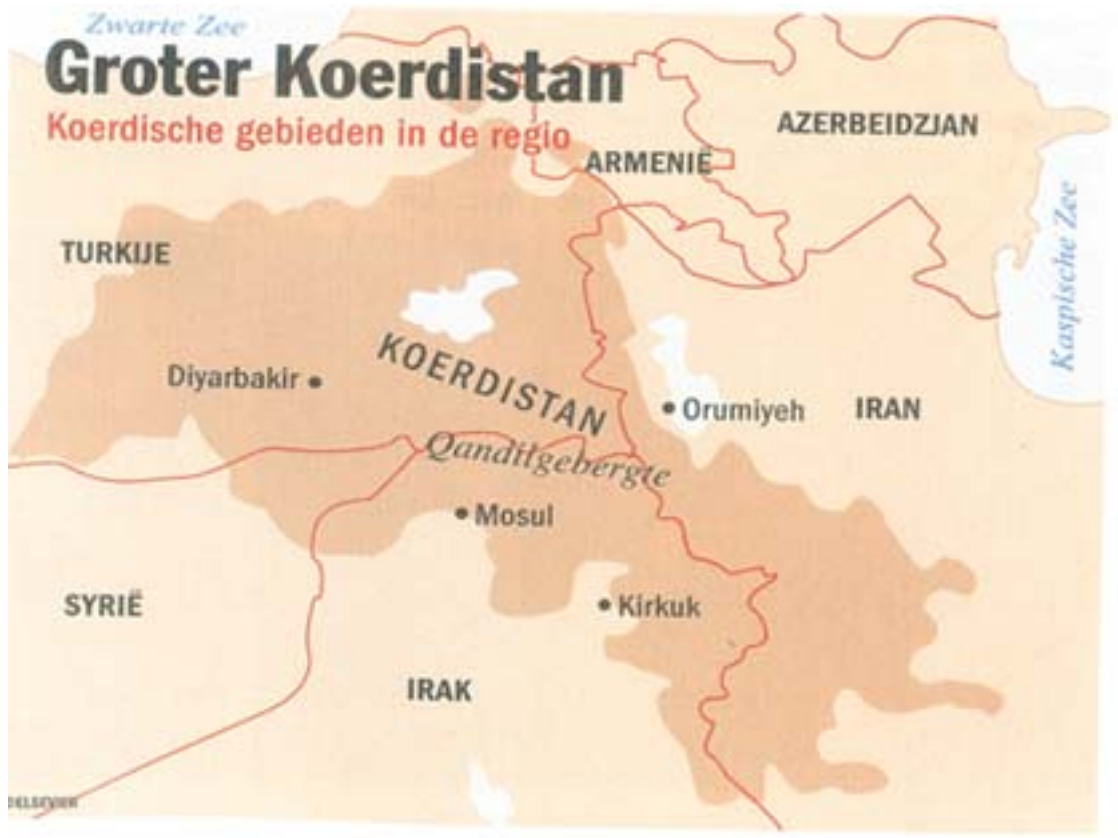 Zwarte Zee
Groter Koerdistan
Koerdische gebieden in de regio
AZERBEIDZJAN
ARMENIË
Kaspische Zee
TURKIJE
KOERDISTAN
Diyarbakir
Orumiyeh
IRAN
Qandilgebergte
Mosul
SYRIË
Kirkuk
IRAK
ELSEVIER